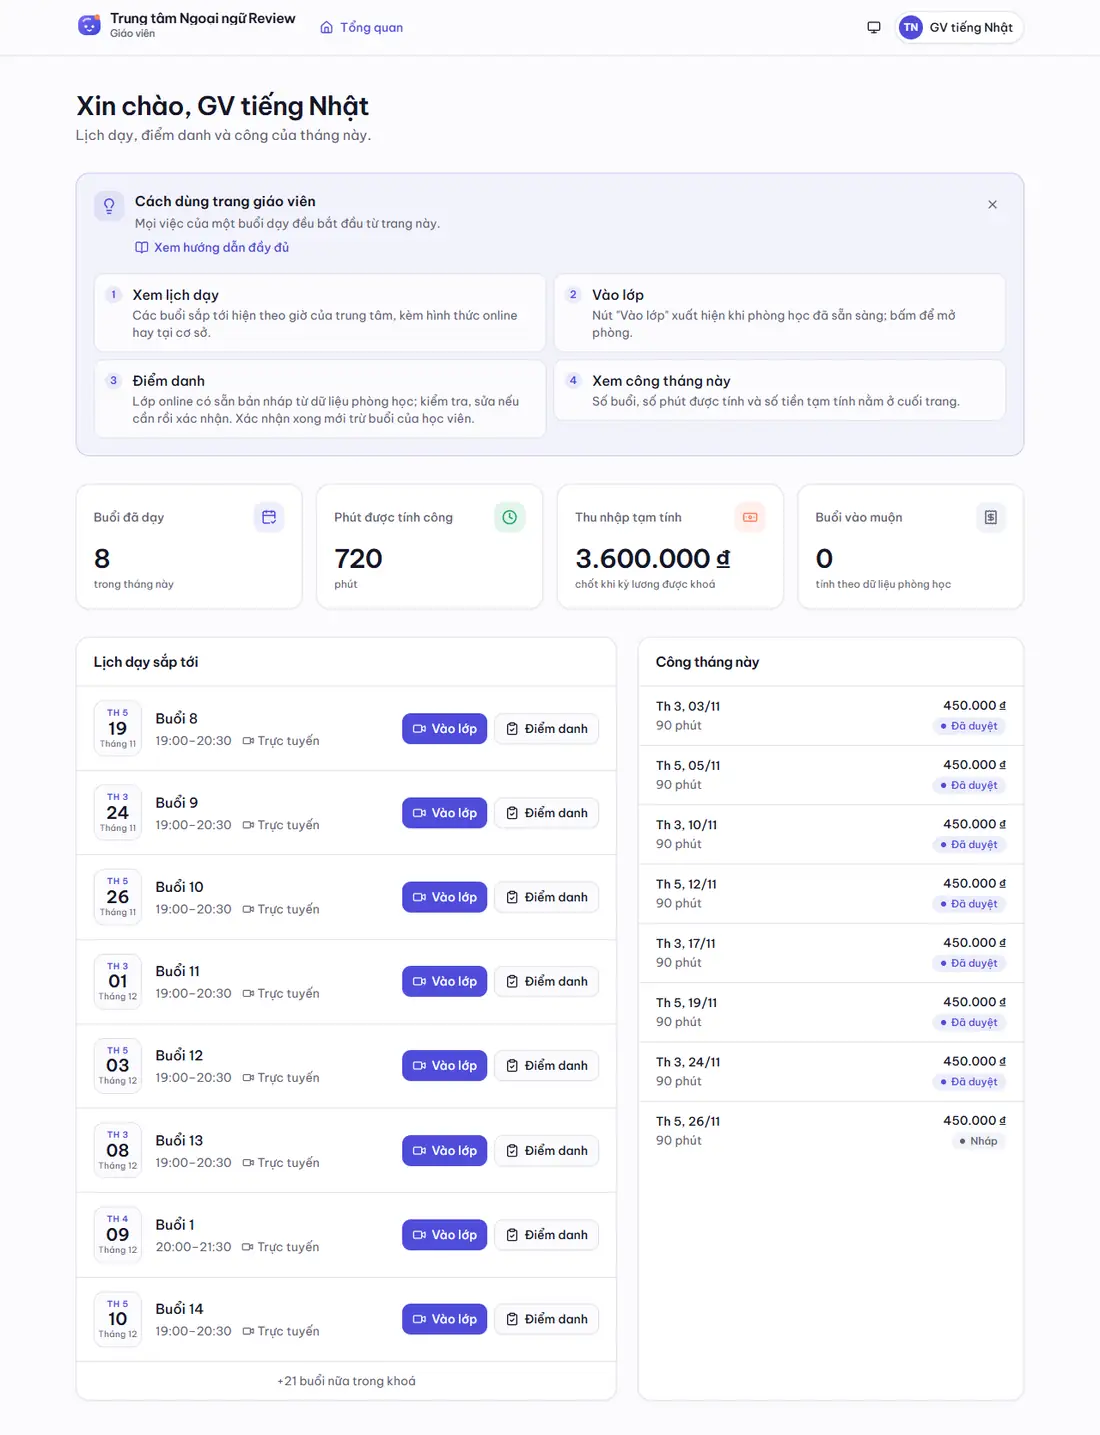 Trung tâm Ngoại ngữ Review
Giáo viên
Tổng quan
TN
GV tiếng Nhật
Xin chào, GV tiếng Nhật
Lịch dạy, điểm danh và công của tháng này.
Cách dùng trang giáo viên
Mọi việc của một buổi dạy đều bắt đầu từ trang này.
Xem hướng dẫn đầy đủ
1
Xem lịch dạy
Các buổi sắp tới hiện theo giờ của trung tâm, kèm hình thức online
hay tại cơ sở.
2
Vào lớp
Nút "Vào lớp" xuất hiện khi phòng học đã sẵn sàng; bấm để mở
phòng.
3
Điểm danh
Lớp online có sẵn bản nháp từ dữ liệu phòng học; kiểm tra, sửa nếu
cần rồi xác nhận. Xác nhận xong mới trừ buổi của học viên.
4
Xem công tháng này
Số buổi, số phút được tính và số tiền tạm tính nằm ở cuối trang.
Buổi đã dạy
8
trong tháng này
Phút được tính công
720
phút
Thu nhập tạm tính
3.600.000 ₫
chốt khi kỳ lương được khoá
Buổi vào muộn
0
tính theo dữ liệu phòng học
Lịch dạy sắp tới
TH 5
19
Tháng 11
Buổi 8
19:00–20:30 Trực tuyến
Vào lớp
Điểm danh
TH 3
24
Tháng 11
Buổi 9
19:00–20:30 Trực tuyến
Vào lớp
Điểm danh
TH 5
26
Tháng 11
Buổi 10
19:00–20:30 Trực tuyến
Vào lớp
Điểm danh
TH 3
01
Tháng 12
Buổi 11
19:00–20:30 Trực tuyến
Vào lớp
Điểm danh
TH 5
03
Tháng 12
Buổi 12
19:00–20:30 Trực tuyến
Vào lớp
Điểm danh
TH 3
08
Tháng 12
Buổi 13
19:00–20:30 Trực tuyến
Vào lớp
Điểm danh
TH 4
09
Tháng 12
Buổi 1
20:00–21:30 Trực tuyến
Vào lớp
Điểm danh
TH 5
10
Tháng 12
Buổi 14
19:00–20:30 Trực tuyến
Vào lớp
Điểm danh
+21 buổi nữa trong khoá
Công tháng này
Th 3, 03/11
450.000 ₫
90 phút
Đã duyệt
Th 5, 05/11
450.000 ₫
90 phút
Đã duyệt
Th 3, 10/11
450.000 ₫
90 phút
Đã duyệt
Th 5, 12/11
450.000 ₫
90 phút
Đã duyệt
Th 3, 17/11
450.000 ₫
90 phút
Đã duyệt
Th 5, 19/11
450.000 ₫
90 phút
Đã duyệt
Th 3, 24/11
450.000 ₫
90 phút
Đã duyệt
Th 5, 26/11
450.000 ₫
90 phút
Nháp